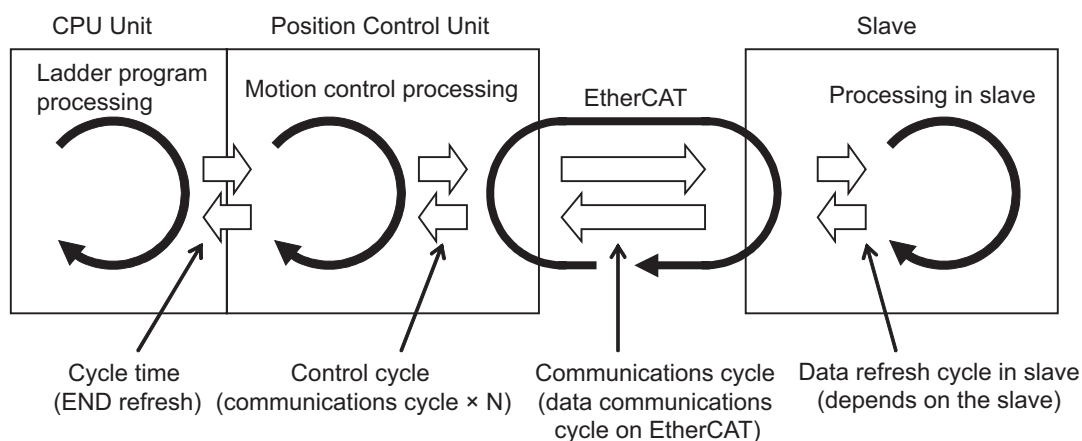 CPU Unit
Position Control Unit
Slave
Ladder program
processing
Motion control processing
EtherCAT
Processing in slave
Cycle time
(END refresh)
Control cycle
(communications cycle × N)
Communications cycle
(data communications
cycle on EtherCAT)
Data refresh cycle in slave
(depends on the slave)